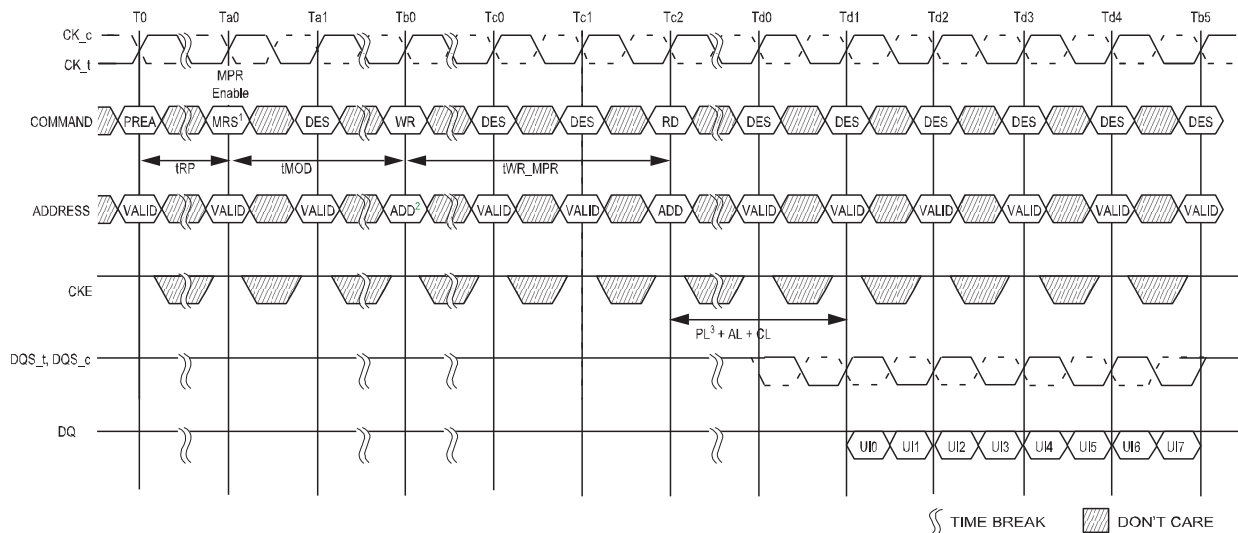 T0 Ta0 Ta1 Tb0 Tc0 Tc1 Tc2 Td0 Td1 Td2 Td3 Td4 Tb5
CK_c
CK_t
MPR
Enable
COMMAND PREA MRS¹ DES WR DES DES RD DES DES DES DES DES DES
tRP tMOD tWR_MPR
ADDRESS VALID VALID VALID ADD² VALID VALID ADD VALID VALID VALID VALID VALID VALID
CKE
PL³ + AL + CL
DQS_t, DQS_c
DQ UI0 UI1 UI2 UI3 UI4 UI5 UI6 UI7
TIME BREAK DON'T CARE